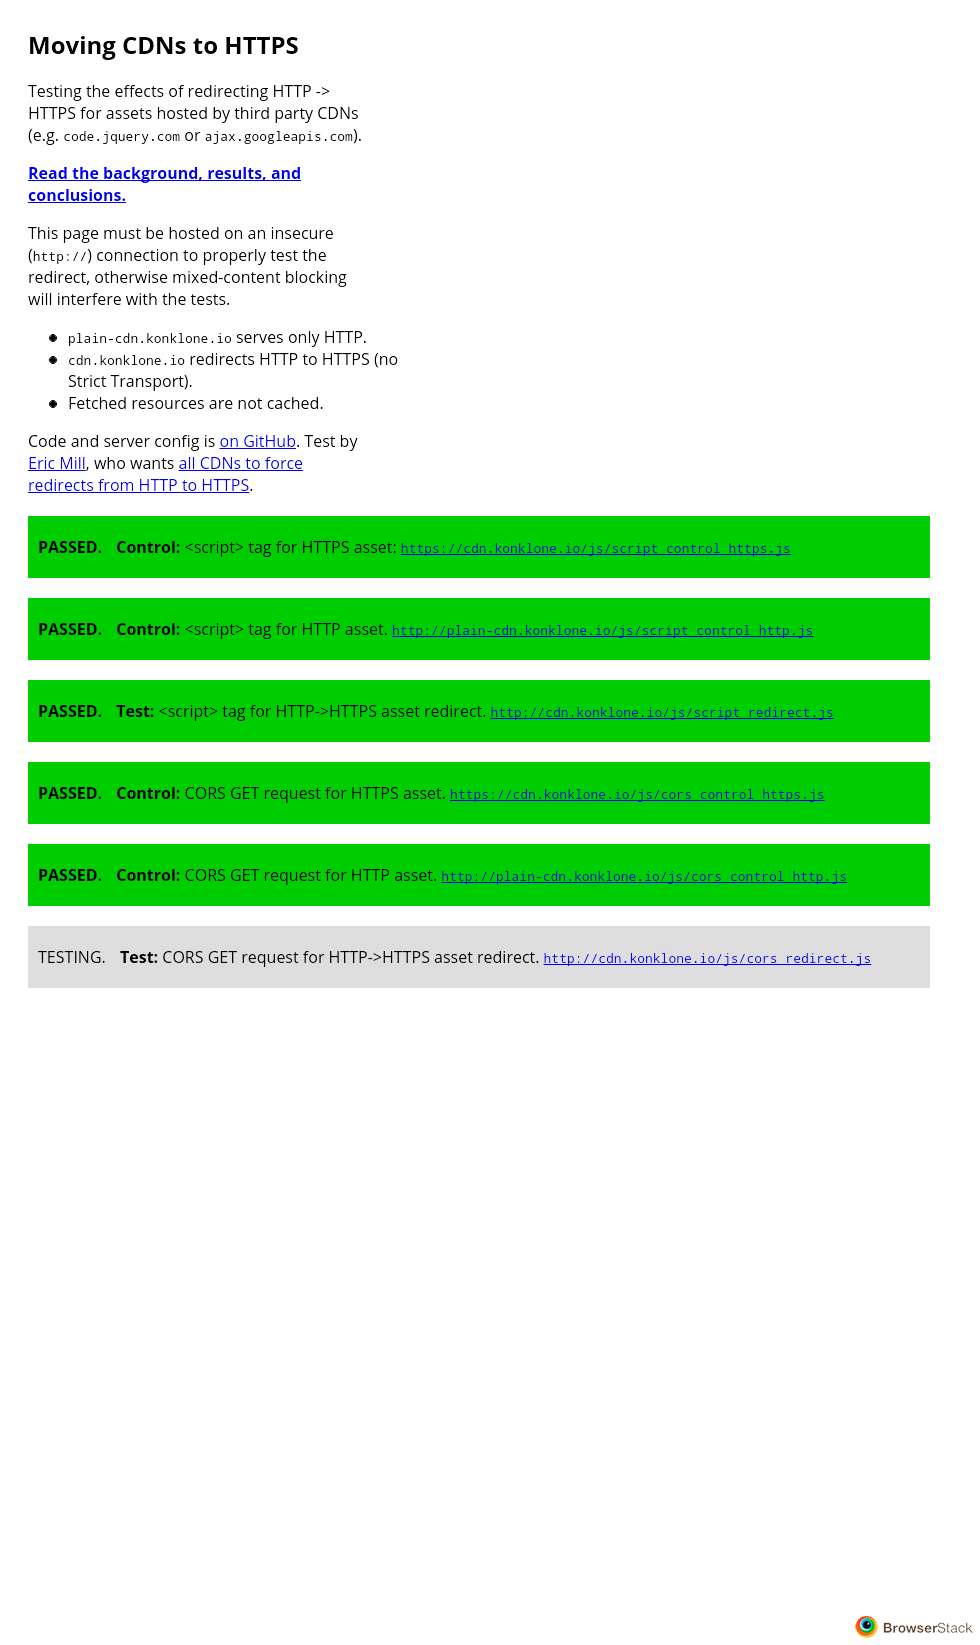 Moving CDNs to HTTPS
Testing the effects of redirecting HTTP ->
HTTPS for assets hosted by third party CDNs
(e.g. code.jquery.com or ajax.googleapis.com).
Read the background, results, and
conclusions.
This page must be hosted on an insecure
(http://) connection to properly test the
redirect, otherwise mixed-content blocking
will interfere with the tests.
plain-cdn.konklone.io serves only HTTP.
cdn.konklone.io redirects HTTP to HTTPS (no
Strict Transport).
Fetched resources are not cached.
Code and server config is on GitHub. Test by
Eric Mill, who wants all CDNs to force
redirects from HTTP to HTTPS.
PASSED. Control: <script> tag for HTTPS asset: https://cdn.konklone.io/js/script_control_https.js
PASSED. Control: <script> tag for HTTP asset. http://plain-cdn.konklone.io/js/script_control_http.js
PASSED. Test: <script> tag for HTTP->HTTPS asset redirect. http://cdn.konklone.io/js/script_redirect.js
PASSED. Control: CORS GET request for HTTPS asset. https://cdn.konklone.io/js/cors_control_https.js
PASSED. Control: CORS GET request for HTTP asset. http://plain-cdn.konklone.io/js/cors_control_http.js
TESTING. Test: CORS GET request for HTTP->HTTPS asset redirect. http://cdn.konklone.io/js/cors_redirect.js
BrowserStack